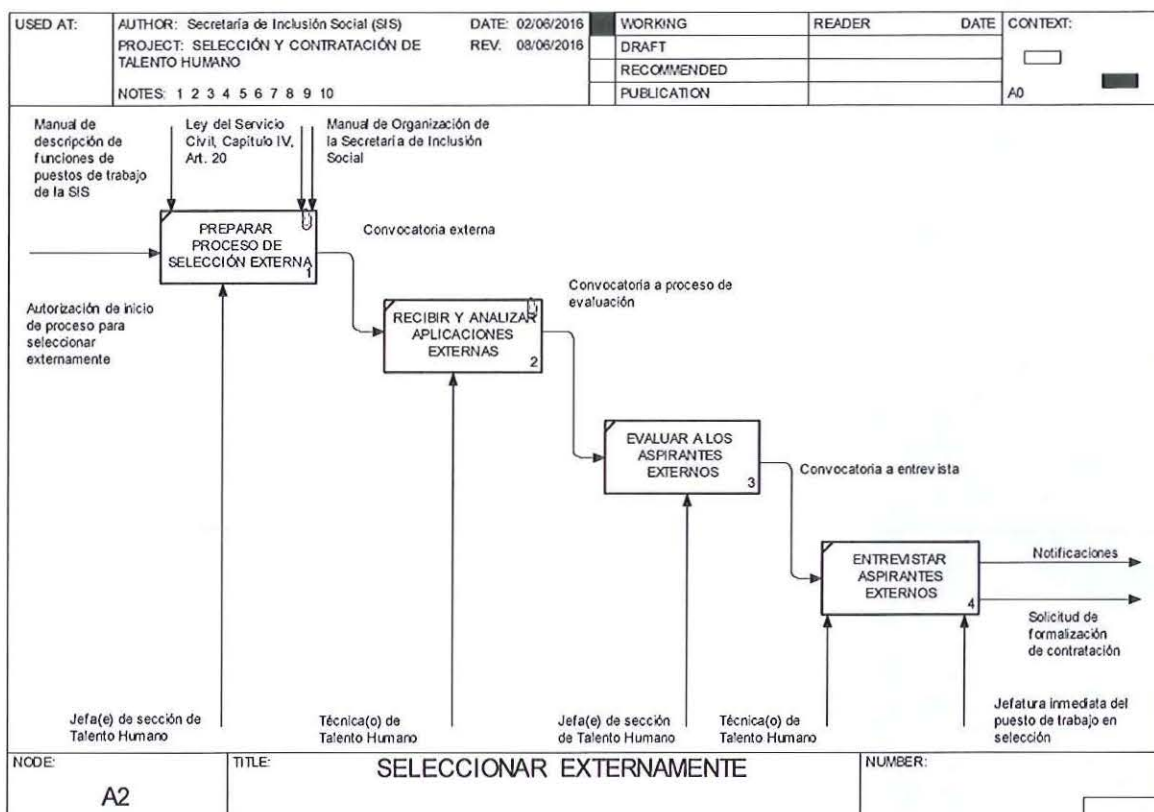 USED AT:
AUTHOR: Secretaría de Inclusión Social (SIS)
DATE: 02/06/2016
PROJECT: SELECCIÓN Y CONTRATACIÓN DE
TALENTO HUMANO
REV: 08/06/2016
NOTES: 1 2 3 4 5 6 7 8 9 10
WORKING
DRAFT
RECOMMENDED
PUBLICATION
READER
DATE
CONTEXT:
A0
Manual de
descripción de
funciones de
puestos de trabajo
de la SIS
Ley del Servicio
Civil, Capítulo IV,
Art. 20
Manual de Organización de
la Secretaría de Inclusión
Social
PREPARAR
PROCESO DE
SELECCIÓN EXTERNA
1
Convocatoria externa
Autorización de inicio
de proceso para
seleccionar
externamente
RECIBIR Y ANALIZAR
APLICACIONES
EXTERNAS
2
Convocatoria a proceso de
evaluación
EVALUAR A LOS
ASPIRANTES
EXTERNOS
3
Convocatoria a entrevista
ENTREVISTAR
ASPIRANTES
EXTERNOS
4
Notificaciones
Solicitud de
formalización
de contratación
Jefa(e) de sección de
Talento Humano
Técnica(o) de
Talento Humano
Jefa(e) de sección
de Talento Humano
Técnica(o) de
Talento Humano
Jefatura inmediata del
puesto de trabajo en
selección
NODE:
A2
TITLE:
SELECCIONAR EXTERNAMENTE
NUMBER: